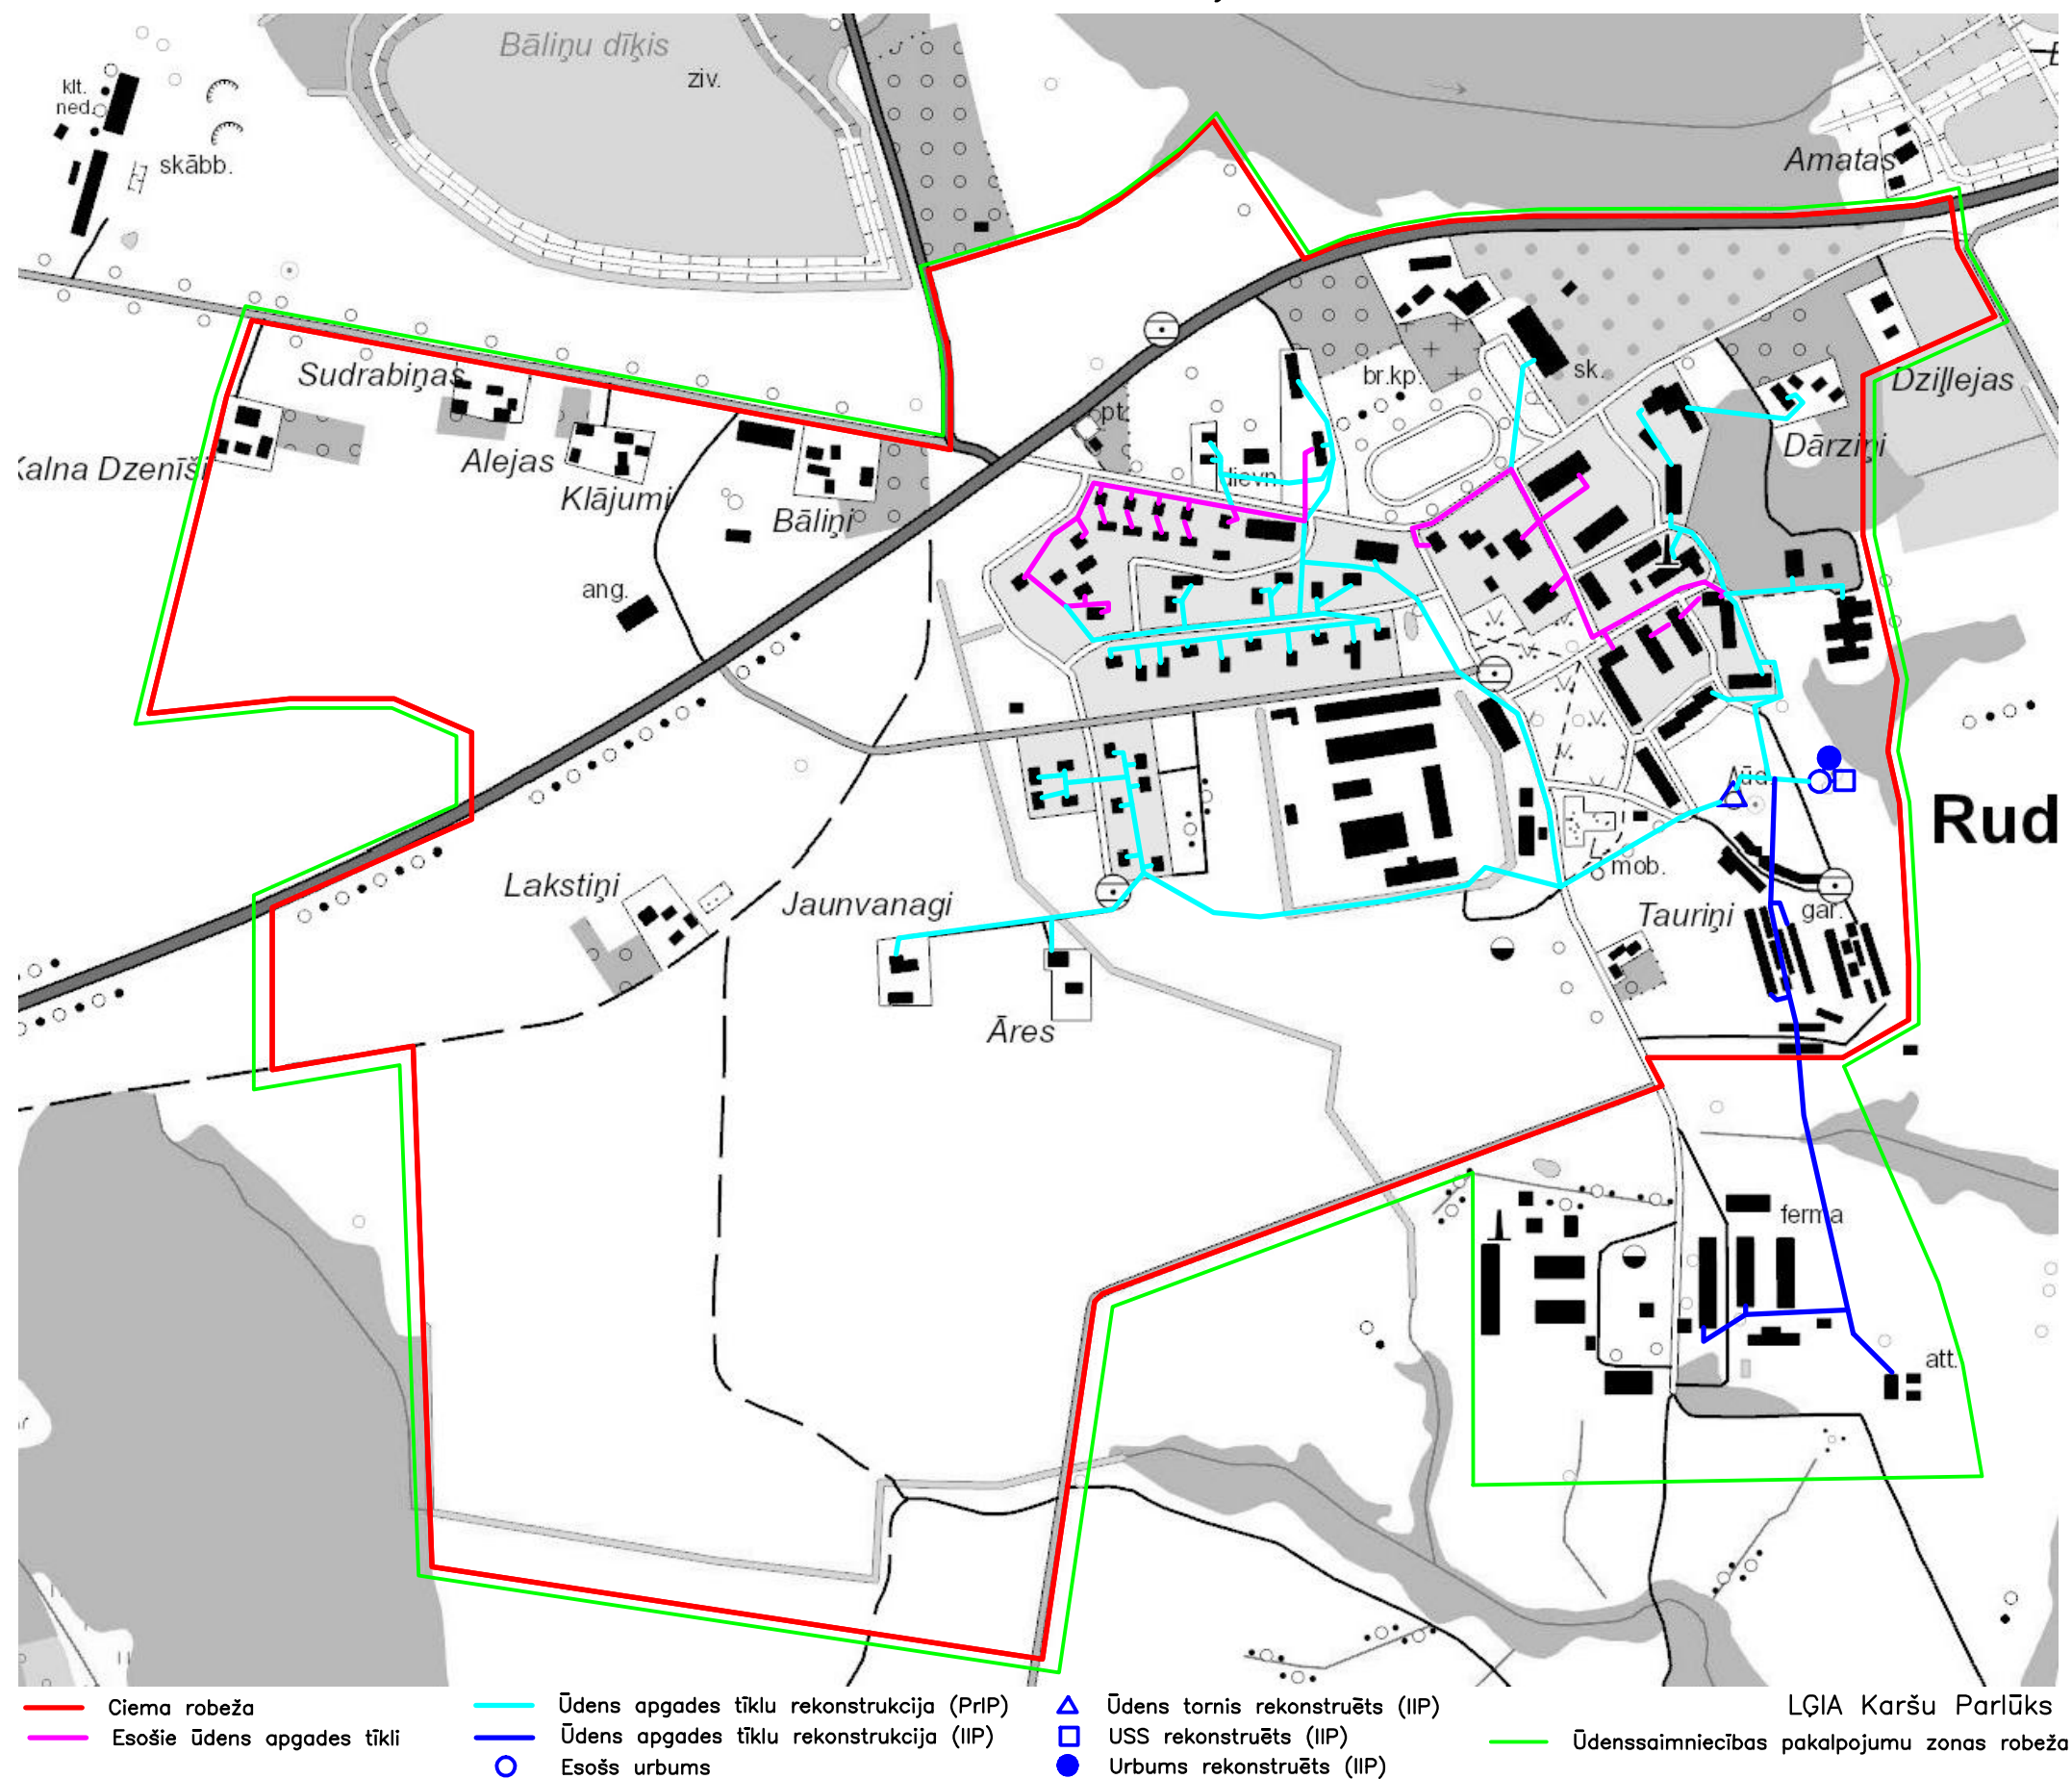 Bāliņu dīķis
ziv.
klt.
ned.
skābb.
Amatas
Sudrabiņas
Alejas
Klājumi
Bāliņi
ang.
pt.
br.kp.
sk.
Dziļlejas
Dārziņi
Rud
Lakstiņi
Jaunvanagi
Āres
mob.
Tauriņi
gar.
ferma
att.
Ciema robeža
Esošie ūdens apgades tīkli
Ūdens apgades tīklu rekonstrukcija (PrIP)
Ūdens apgades tīklu rekonstrukcija (IIP)
Esošs urbums
Ūdens tornis rekonstruēts (IIP)
USS rekonstruēts (IIP)
Urbums rekonstruēts (IIP)
LĢIA Karšu Parlūks
Ūdenssaimniecības pakalpojumu zonas robeža